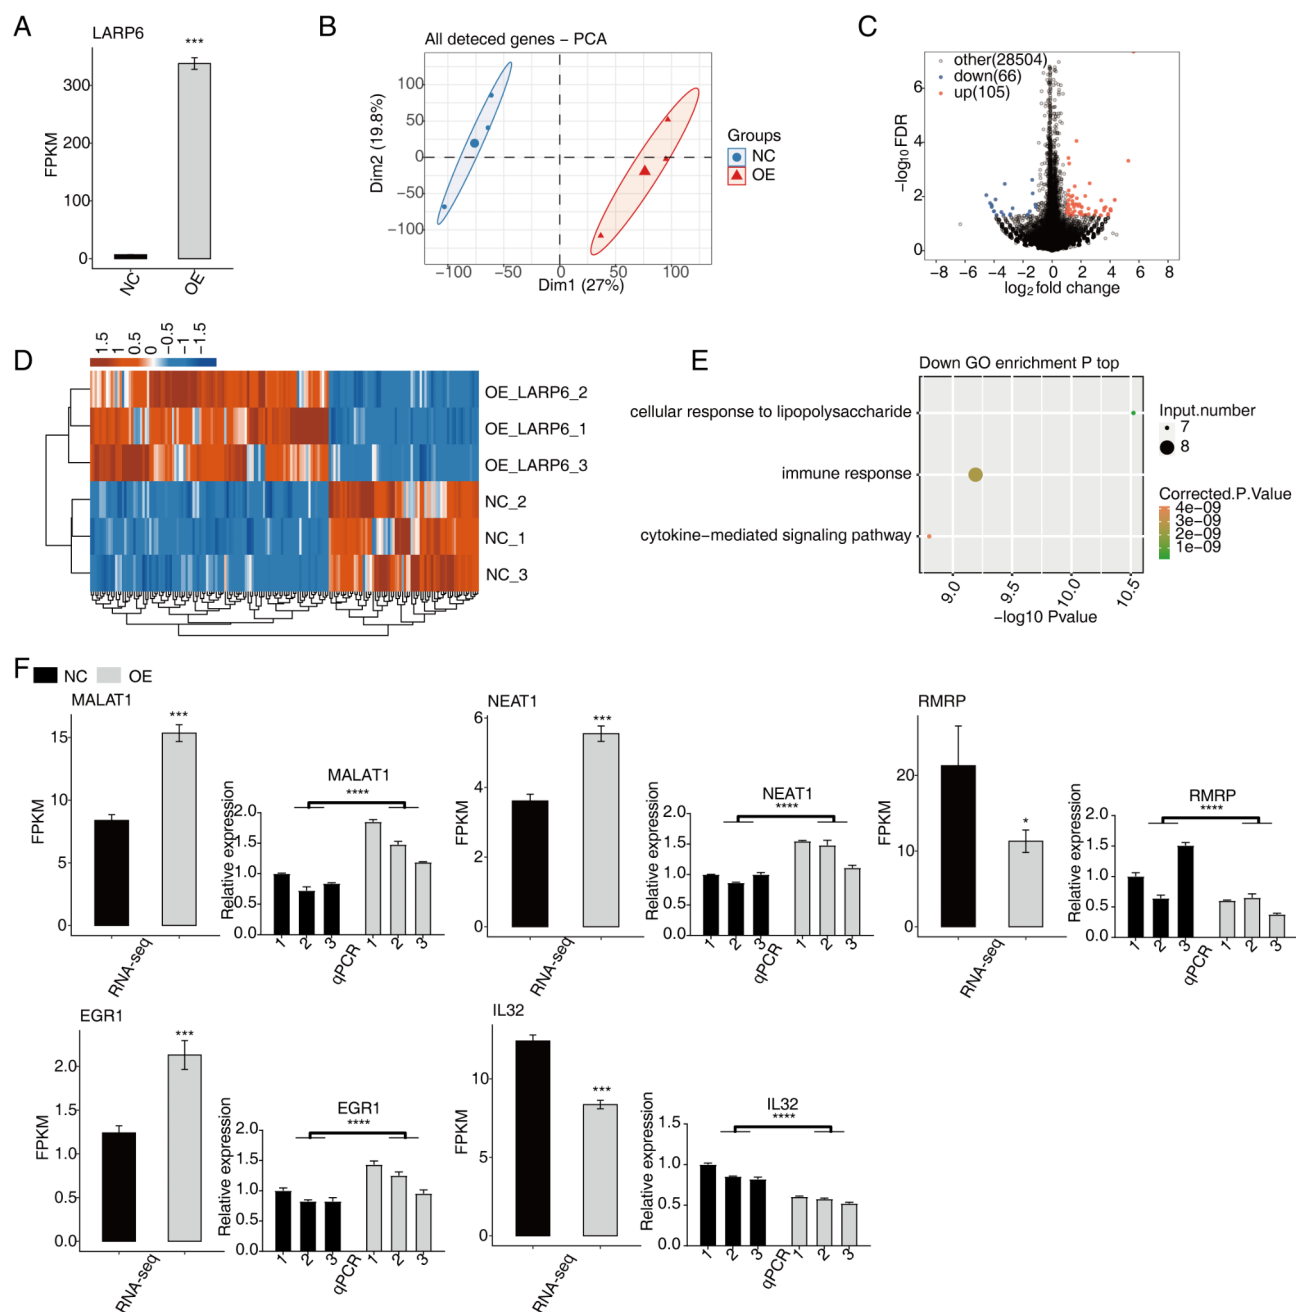 A
LARP6
***
FPKM
300
200
100
0
NC
OE
B
All deteced genes – PCA
Dim2 (19.8%)
100
50
0
−50
−100
−100
−50
0
50
100
Dim1 (27%)
Groups
NC
OE
C
other(28504)
down(66)
up(105)
−log10 FDR
6
4
2
0
−8 −6 −4 −2 0 2 4 6 8
log2 fold change
D
1.5 1 0.5 0 −0.5 −1 −1.5
OE_LARP6_2
OE_LARP6_1
OE_LARP6_3
NC_2
NC_1
NC_3
E
Down GO enrichment P top
cellular response to lipopolysaccharide
immune response
cytokine−mediated signaling pathway
9.0 9.5 10.0 10.5
−log10 Pvalue
Input.number
7
8
Corrected.P.Value
4e−09
3e−09
2e−09
1e−09
F
NC OE
MALAT1
***
FPKM
15
10
5
0
RNA-seq
MALAT1
****
Relative expression
2.0
1.5
1.0
0.5
0.0
1 2 3 qPCR 1 2 3
NEAT1
***
FPKM
6
4
2
0
RNA-seq
NEAT1
****
Relative expression
2.0
1.5
1.0
0.5
0.0
1 2 3 qPCR 1 2 3
RMRP
*
FPKM
20
10
0
RNA-seq
RMRP
****
Relative expression
2.0
1.5
1.0
0.5
0.0
1 2 3 qPCR 1 2 3
EGR1
***
FPKM
2.0
1.5
1.0
0.5
0.0
RNA-seq
EGR1
****
Relative expression
2.0
1.5
1.0
0.5
0.0
1 2 3 qPCR 1 2 3
IL32
***
FPKM
10
5
0
RNA-seq
IL32
****
Relative expression
1.5
1.0
0.5
0.0
1 2 3 qPCR 1 2 3